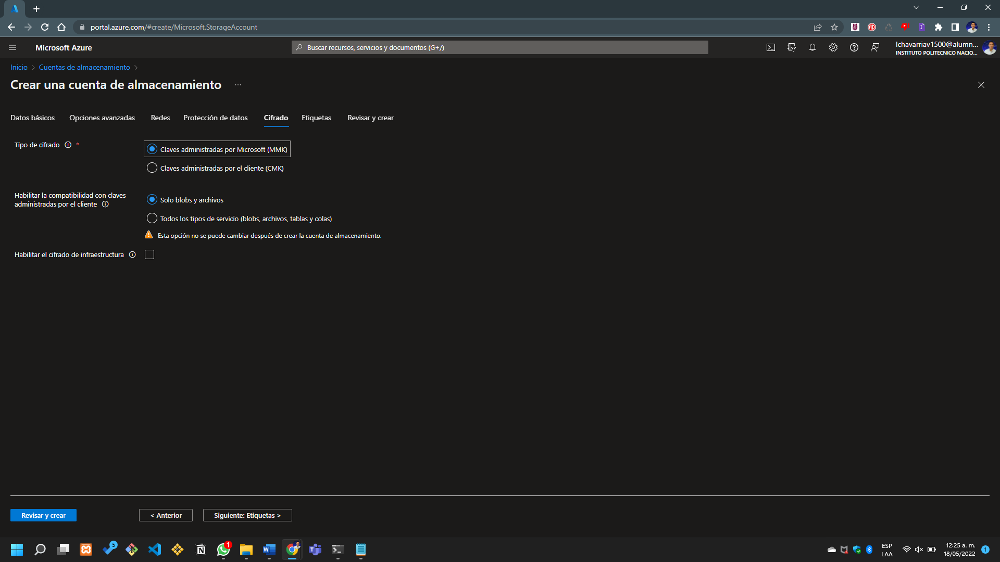 portal.azure.com/#create/Microsoft.StorageAccount
Microsoft Azure
Buscar recursos, servicios y documentos (G+/)
lchavarriav1500@alumn...
INSTITUTO POLITECNICO NACIO...
Inicio > Cuentas de almacenamiento >
Crear una cuenta de almacenamiento ...
Datos básicos Opciones avanzadas Redes Protección de datos Cifrado Etiquetas Revisar y crear
Tipo de cifrado *
Claves administradas por Microsoft (MMK)
Claves administradas por el cliente (CMK)
Habilitar la compatibilidad con claves
administradas por el cliente
Solo blobs y archivos
Todos los tipos de servicio (blobs, archivos, tablas y colas)
Esta opción no se puede cambiar después de crear la cuenta de almacenamiento.
Habilitar el cifrado de infraestructura
Revisar y crear < Anterior Siguiente: Etiquetas >
5
1
ESP
LAA
12:25 a. m.
18/05/2022
1